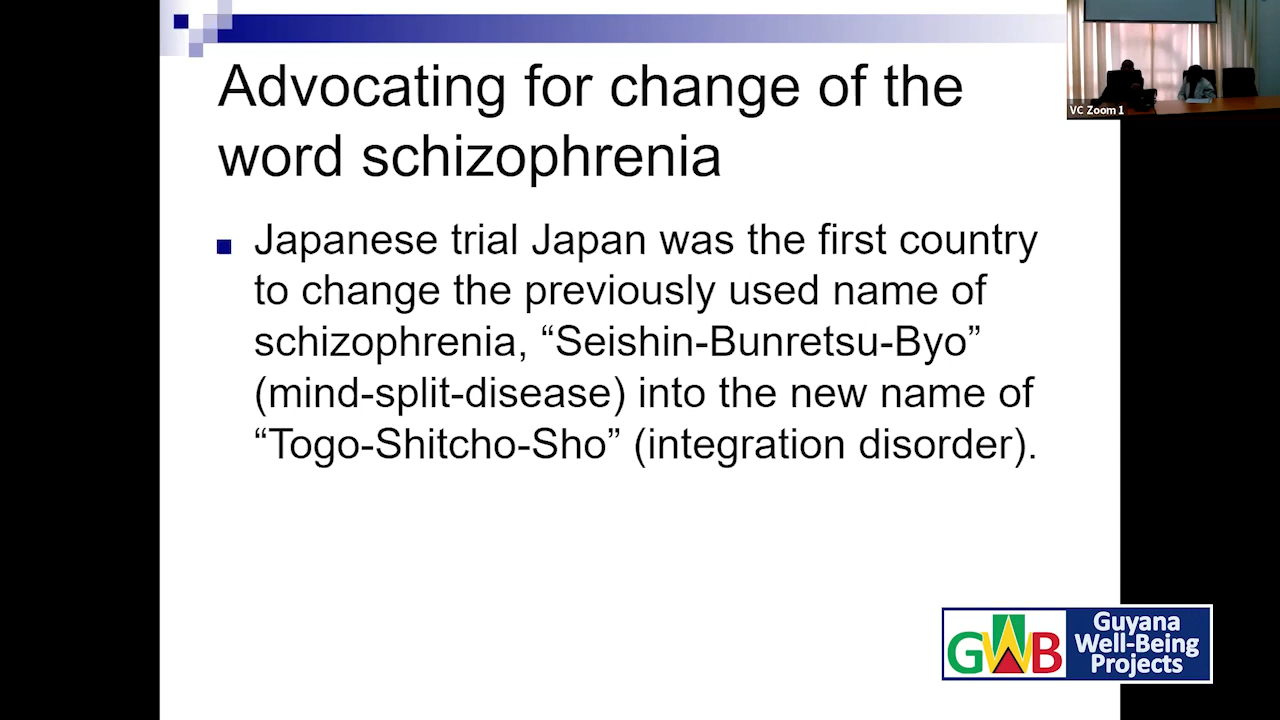 Advocating for change of the
word schizophrenia
Japanese trial Japan was the first country
to change the previously used name of
schizophrenia, “Seishin-Bunretsu-Byo”
(mind-split-disease) into the new name of
“Togo-Shitcho-Sho” (integration disorder).
VC Zoom 1
GWB
Guyana
Well-Being
Projects